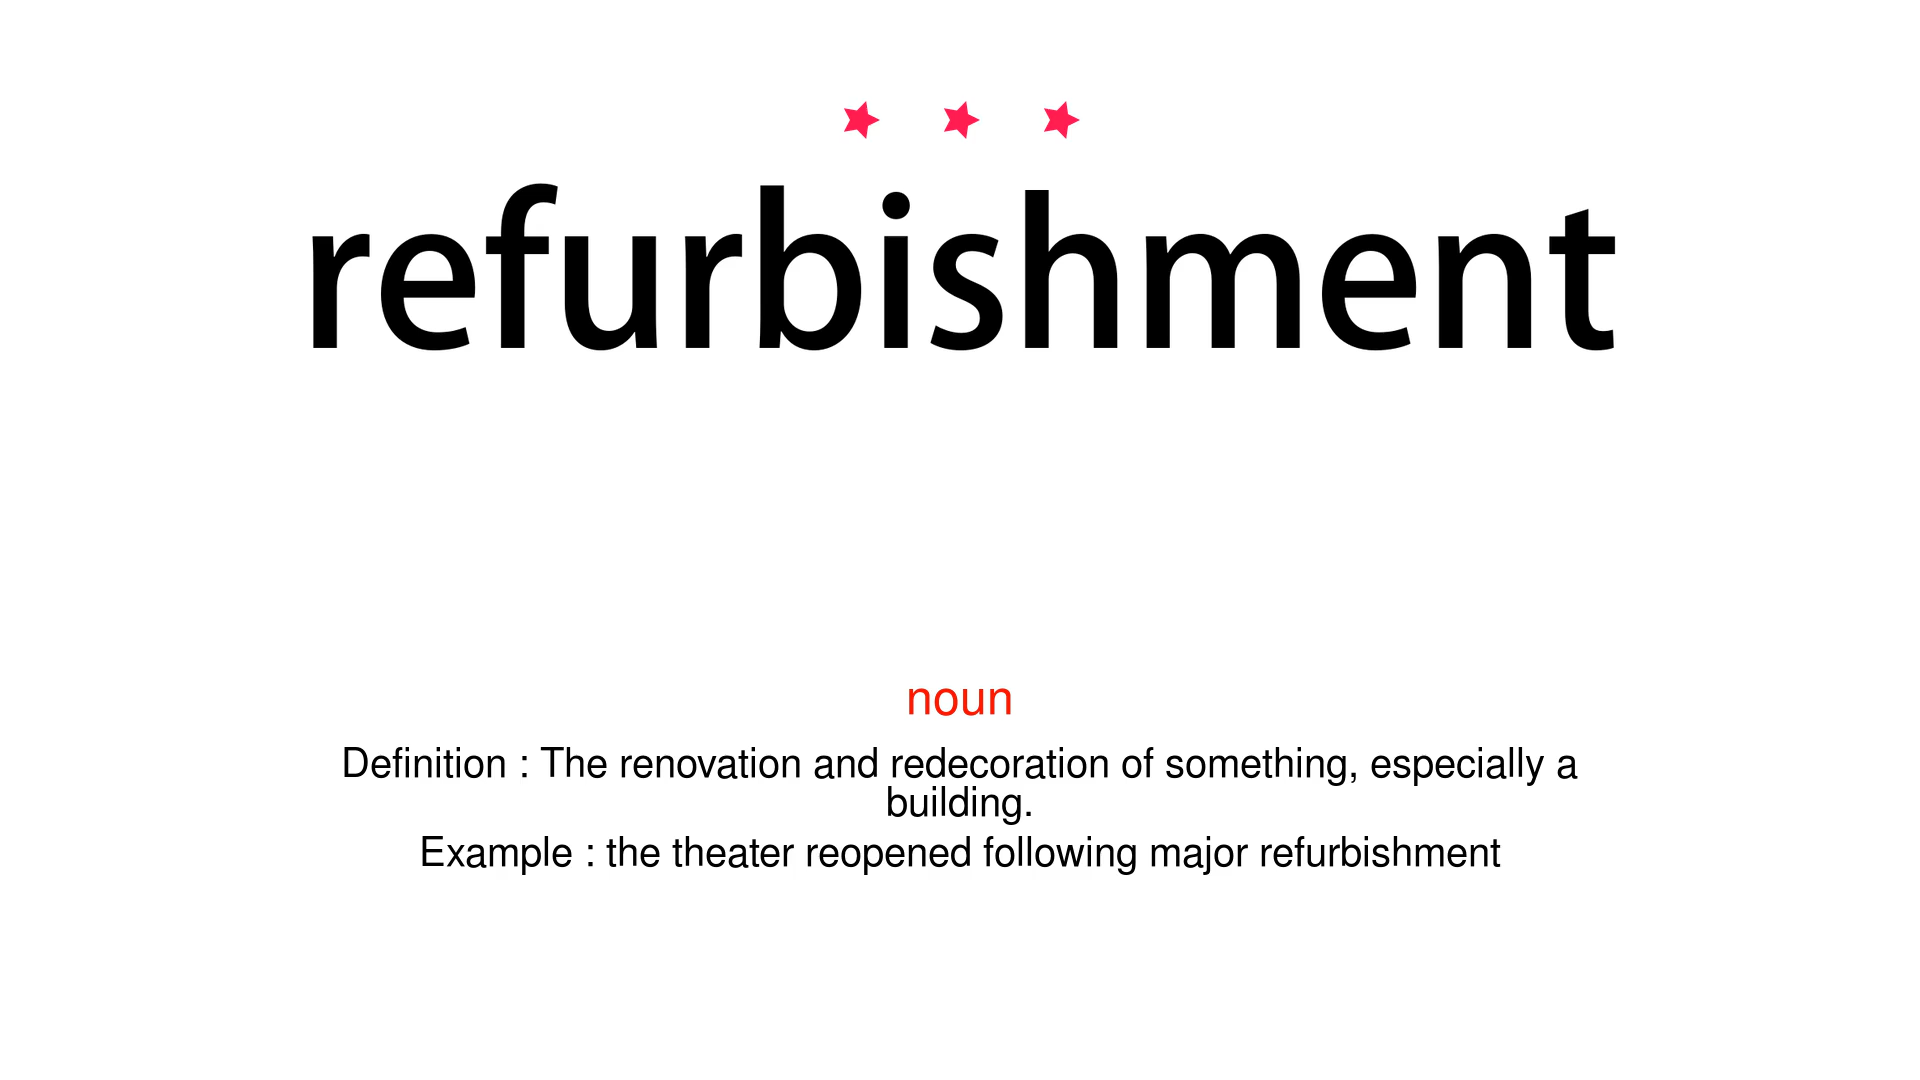 refurbishment
noun
Definition : The renovation and redecoration of something, especially a
building.
Example : the theater reopened following major refurbishment